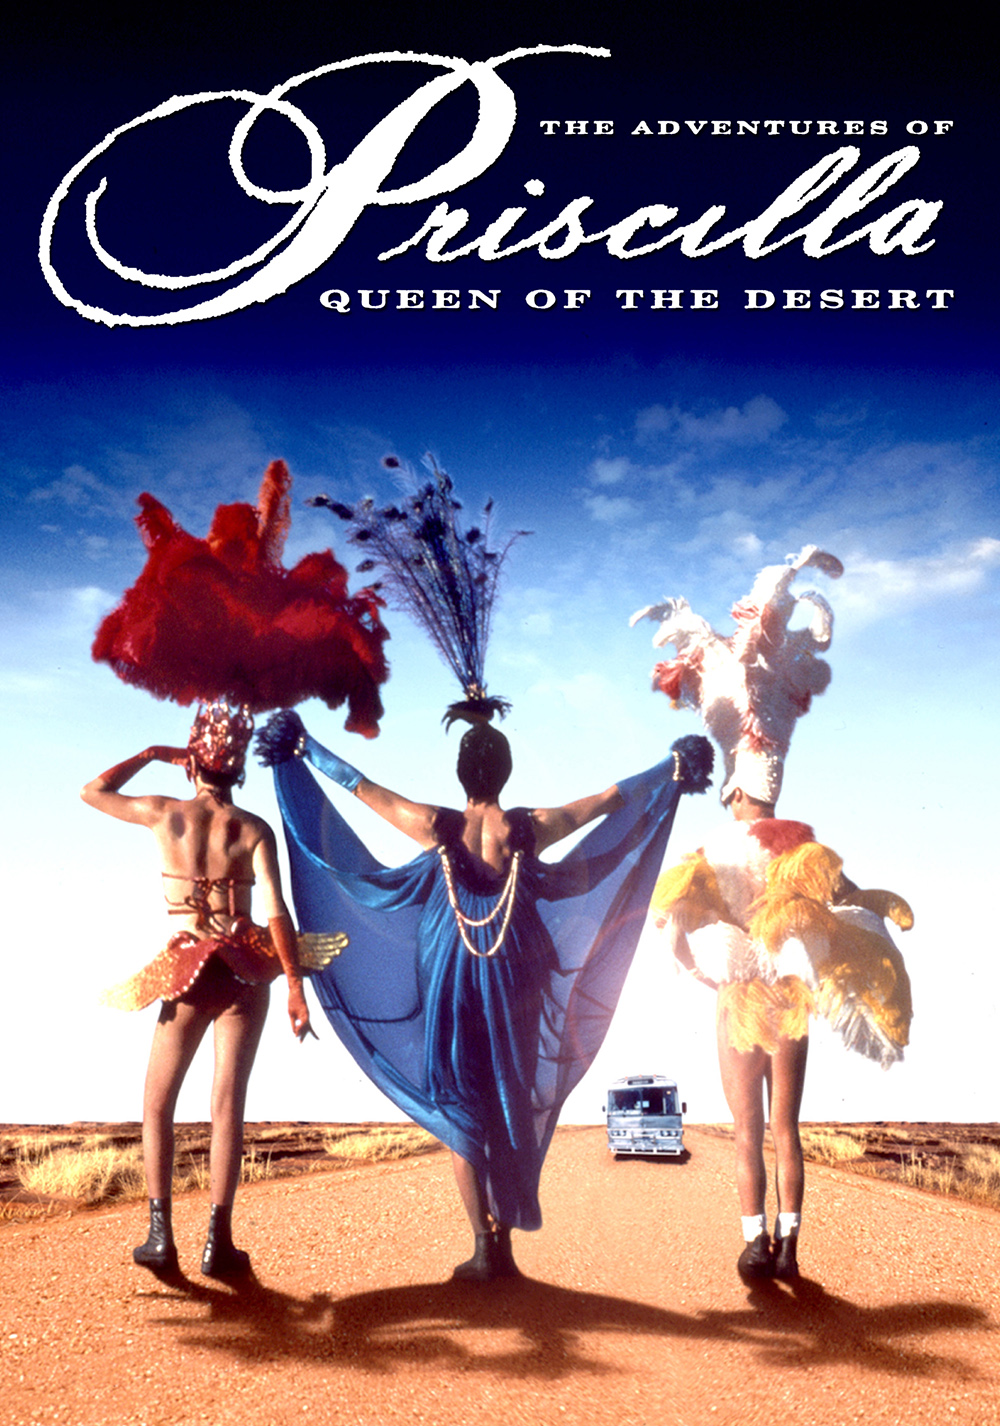 THE ADVENTURES OF
Priscilla
QUEEN OF THE DESERT